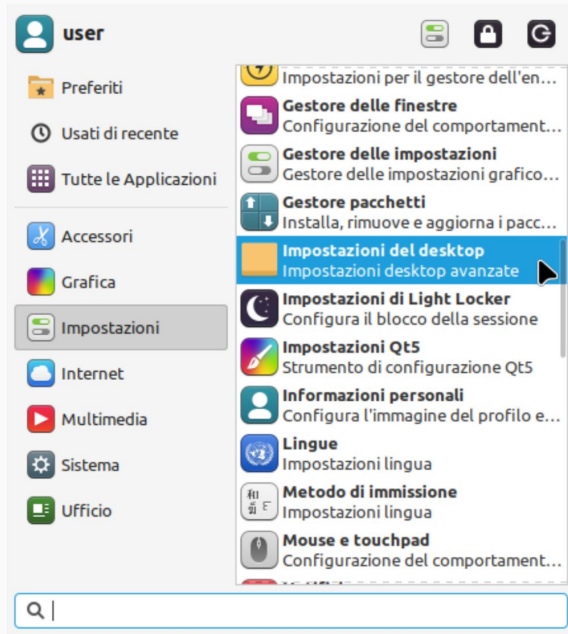 user
Preferiti
Usati di recente
Tutte le Applicazioni
Accessori
Grafica
Impostazioni
Internet
Multimedia
Sistema
Ufficio
Impostazioni per il gestore dell'en...
Gestore delle finestre
Configurazione del comportament...
Gestore delle impostazioni
Gestore delle impostazioni grafico...
Gestore pacchetti
Installa, rimuove e aggiorna i pacc...
Impostazioni del desktop
Impostazioni desktop avanzate
Impostazioni di Light Locker
Configura il blocco della sessione
Impostazioni Qt5
Strumento di configurazione Qt5
Informazioni personali
Configura l'immagine del profilo e...
Lingue
Impostazioni lingua
Metodo di immissione
Impostazioni lingua
Mouse e touchpad
Configurazione del comportament...